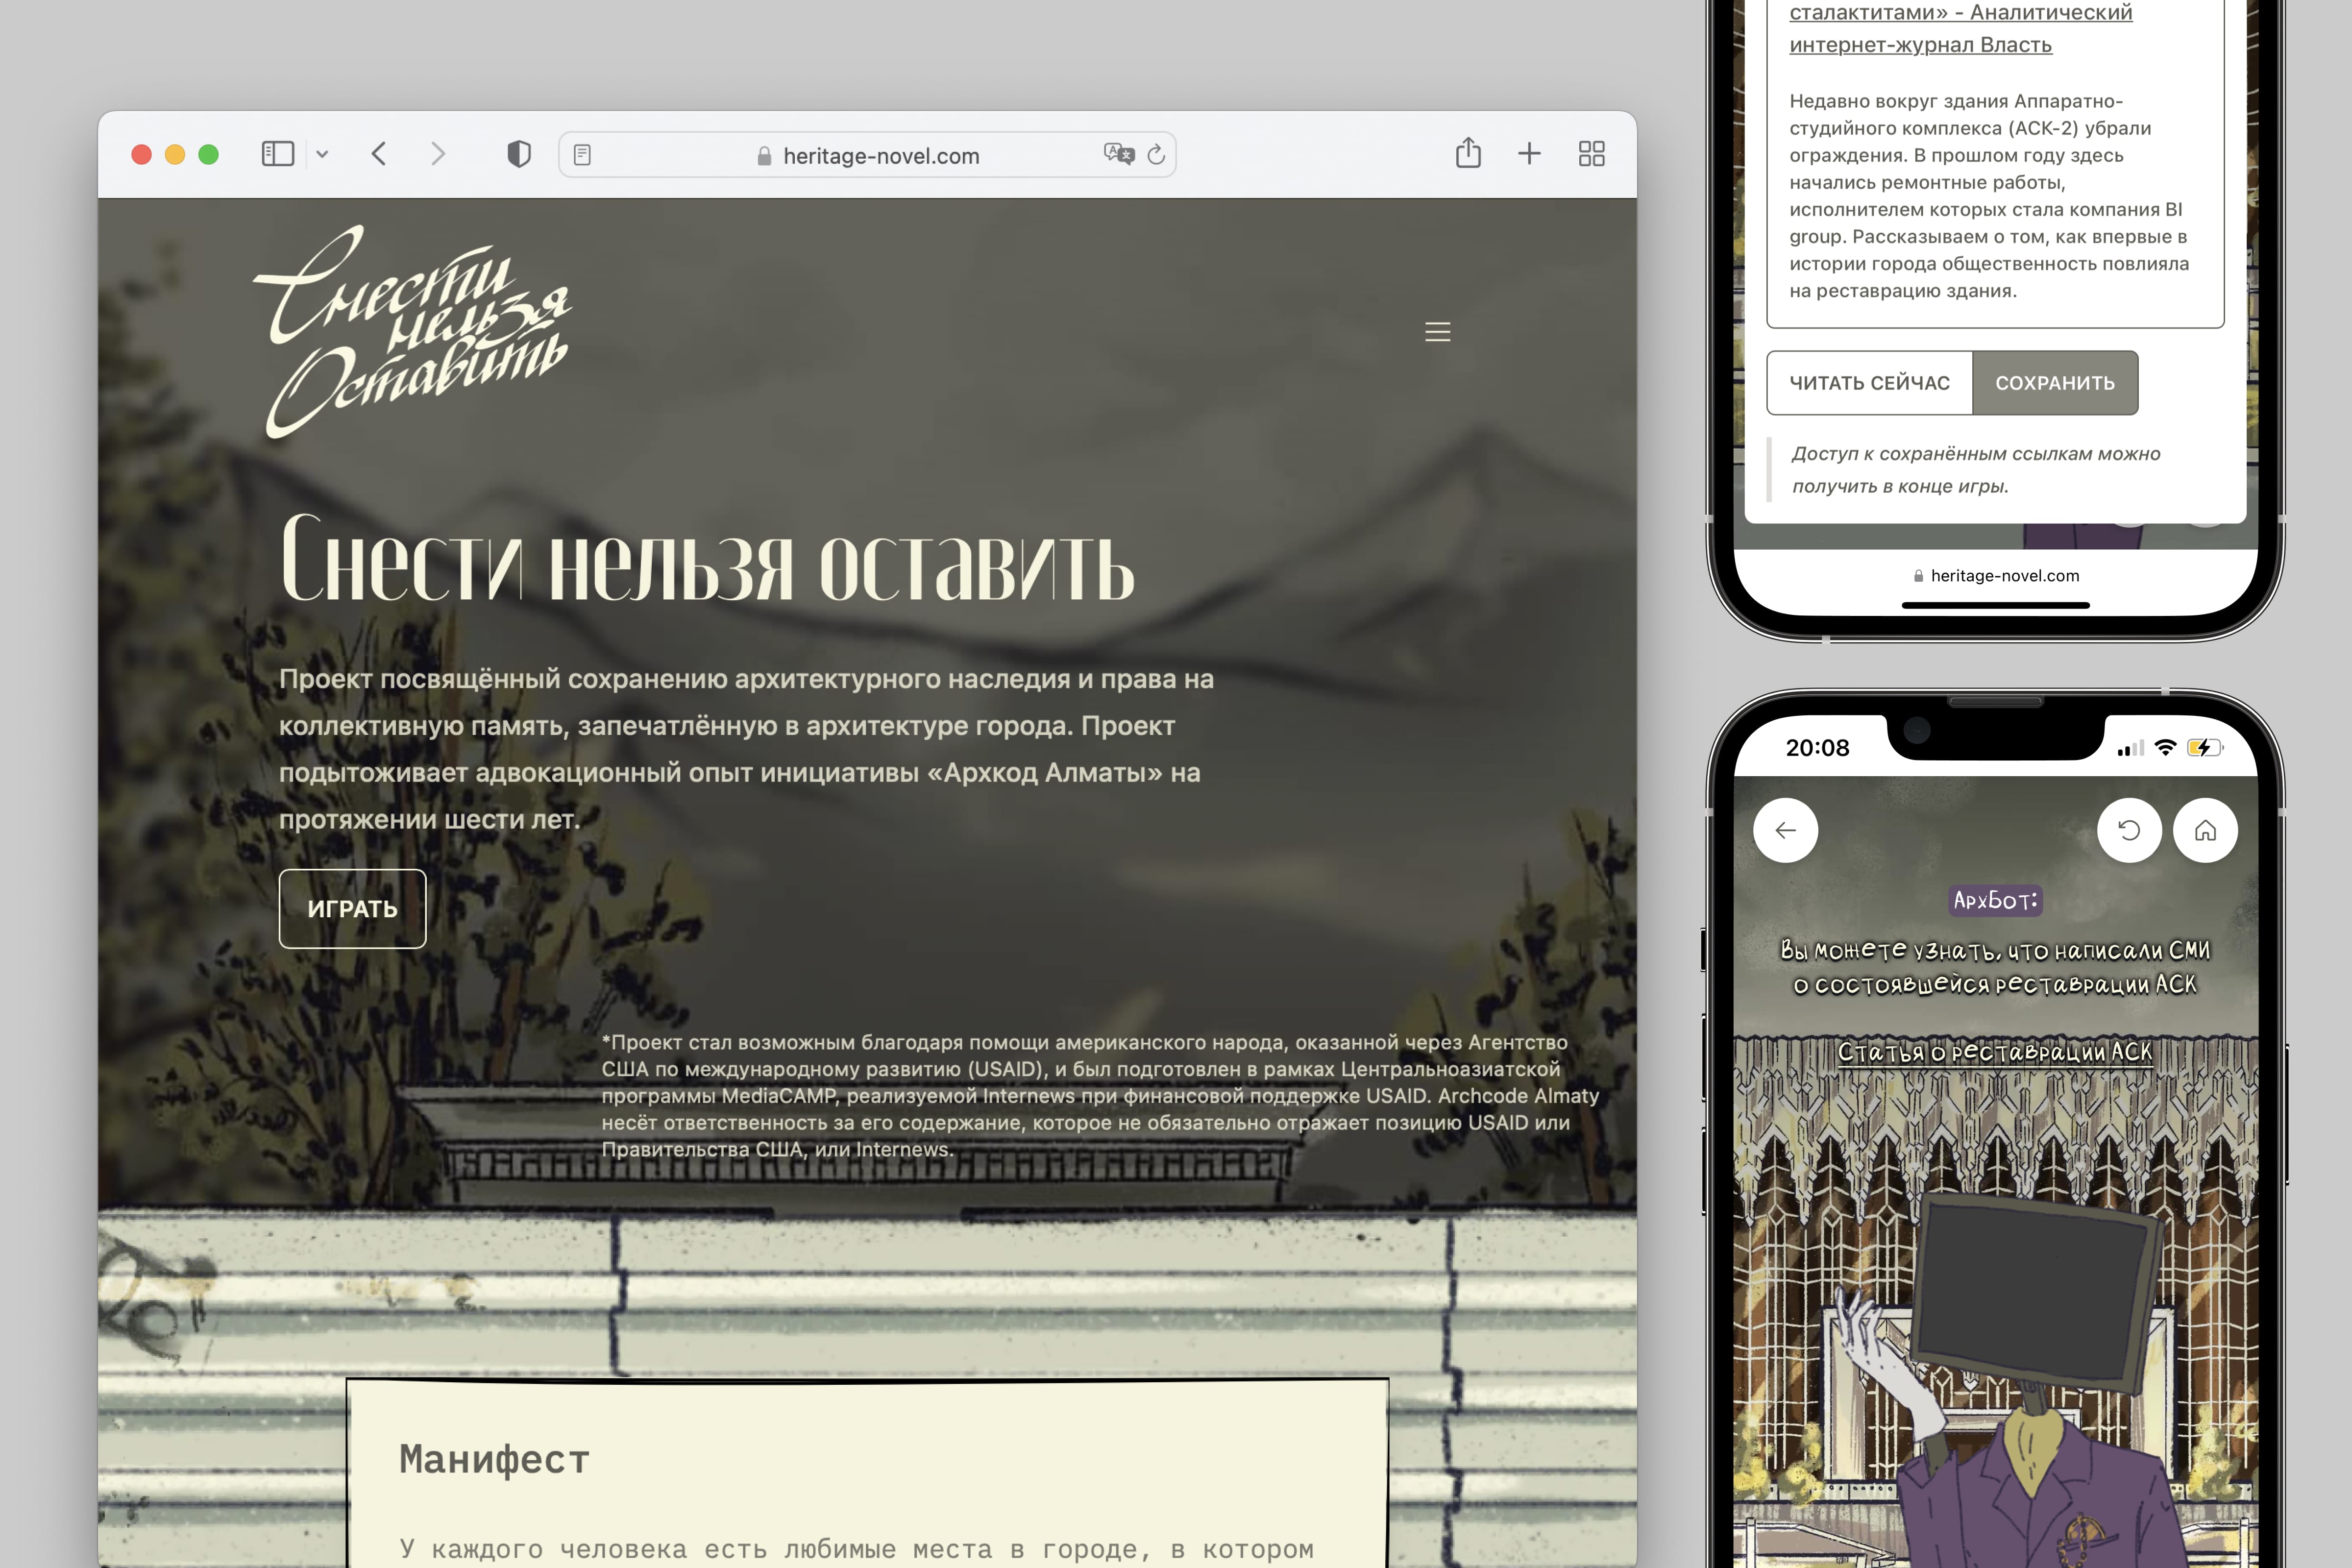 heritage-novel.com
Снести
нельзя
Оставить
Снести нельзя оставить
Проект посвящённый сохранению архитектурного наследия и права на
коллективную память, запечатлённую в архитектуре города. Проект
подытоживает адвокационный опыт инициативы «Архкод Алматы» на
протяжении шести лет.
ИГРАТЬ
*Проект стал возможным благодаря помощи американского народа, оказанной через Агентство
США по международному развитию (USAID), и был подготовлен в рамках Центральноазиатской
программы MediaCAMP, реализуемой Internews при финансовой поддержке USAID. Archcode Almaty
несёт ответственность за его содержание, которое не обязательно отражает позицию USAID или
Правительства США, или Internews.
Манифест
У каждого человека есть любимые места в городе, в котором
сталактитами» - Аналитический
интернет-журнал Власть
Недавно вокруг здания Аппаратно-
студийного комплекса (АСК-2) убрали
ограждения. В прошлом году здесь
начались ремонтные работы,
исполнителем которых стала компания BI
group. Рассказываем о том, как впервые в
истории города общественность повлияла
на реставрацию здания.
ЧИТАТЬ СЕЙЧАС
СОХРАНИТЬ
Доступ к сохранённым ссылкам можно
получить в конце игры.
heritage-novel.com
20:08
АрхБот:
Вы можете узнать, что написали СМИ
о состоявшейся реставрации АСК
Статья о реставрации АСК